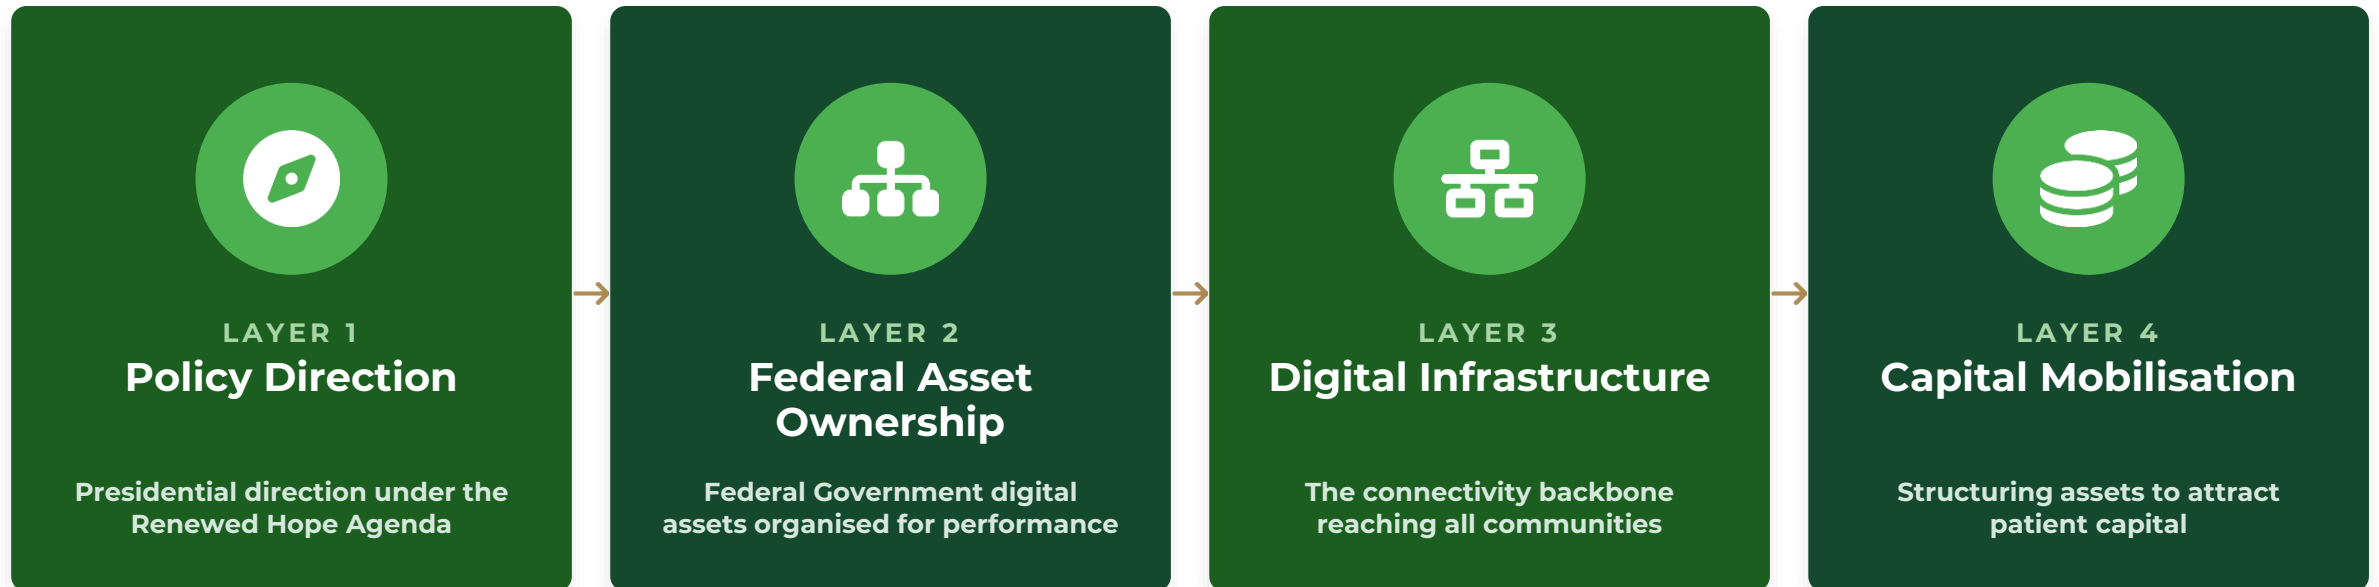 LAYER 1
Policy Direction
Presidential direction under the
Renewed Hope Agenda
LAYER 2
Federal Asset
Ownership
Federal Government digital
assets organised for performance
LAYER 3
Digital Infrastructure
The connectivity backbone
reaching all communities
LAYER 4
Capital Mobilisation
Structuring assets to attract
patient capital